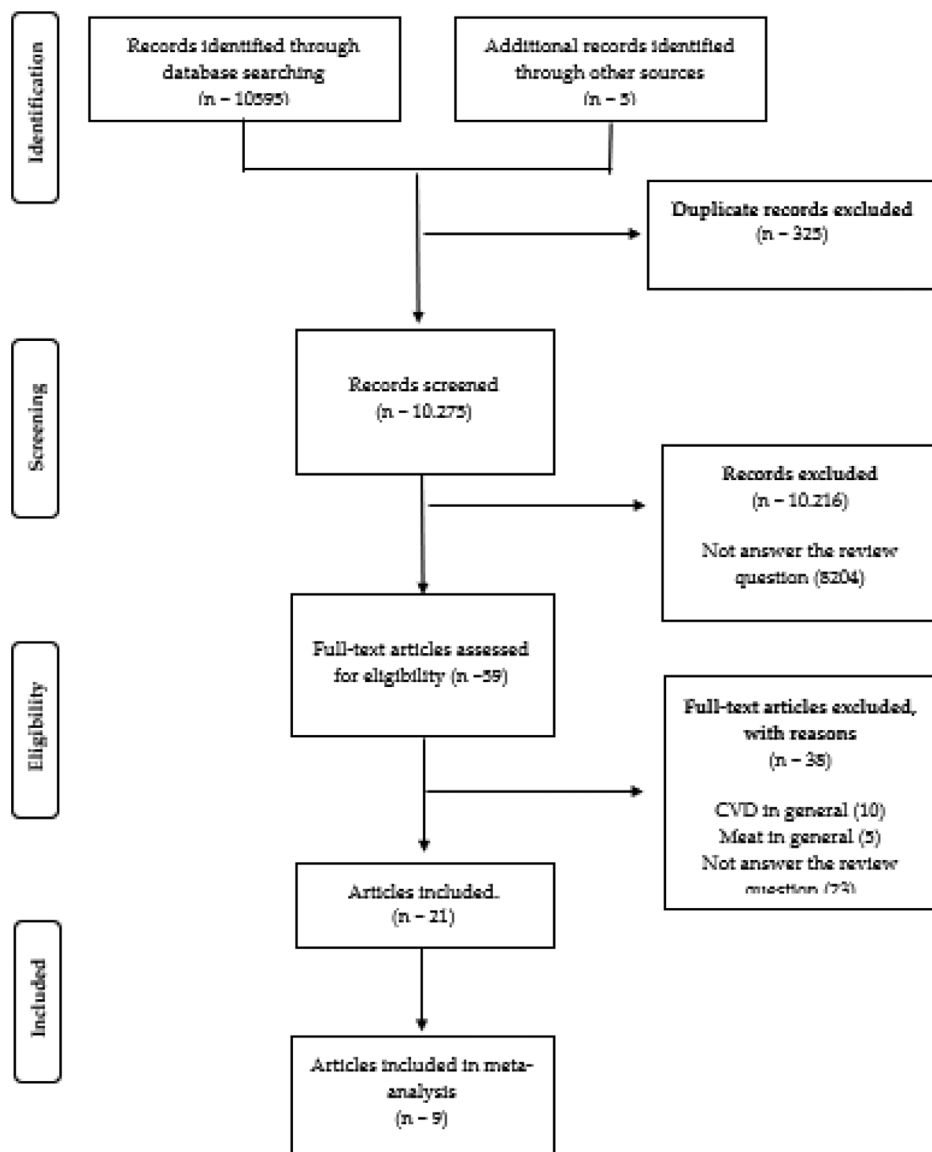 Identification
Records identified through
database searching
(n – 10595)
Additional records identified
through other sources
(n – 5)
Duplicate records excluded
(n – 325)
Screening
Records screened
(n – 10.275)
Records excluded
(n – 10.216)
Not answer the review
question (8204)
Eligibility
Full-text articles assessed
for eligibility (n –59)
Full-text articles excluded,
with reasons
(n – 38)
CVD in general (10)
Meat in general (5)
Not answer the review
question (23)
Included
Articles included.
(n – 21)
Articles included in meta-
analysis
(n – 9)